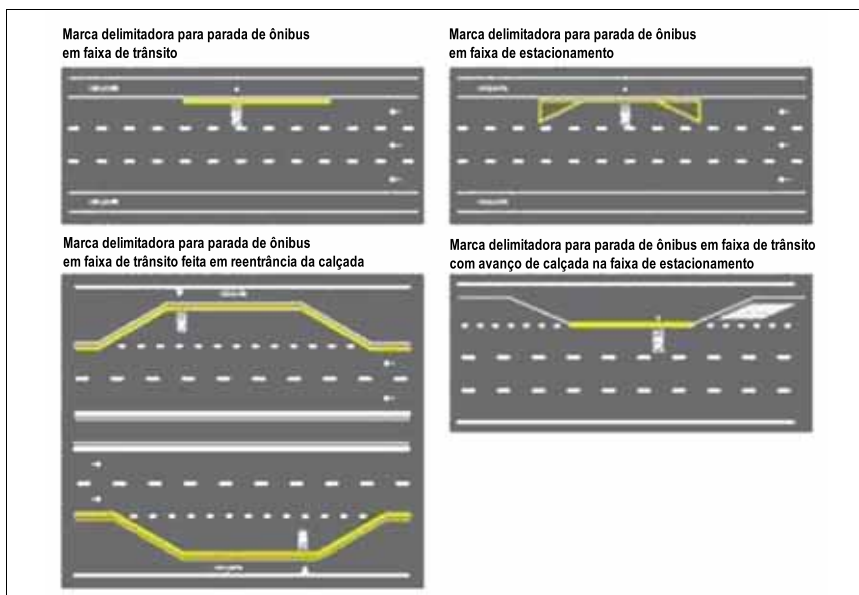 Marca delimitadora para parada de ônibus
em faixa de trânsito
Marca delimitadora para parada de ônibus
em faixa de estacionamento
Marca delimitadora para parada de ônibus
em faixa de trânsito feita em reentrância da calçada
Marca delimitadora para parada de ônibus em faixa de trânsito
com avanço de calçada na faixa de estacionamento